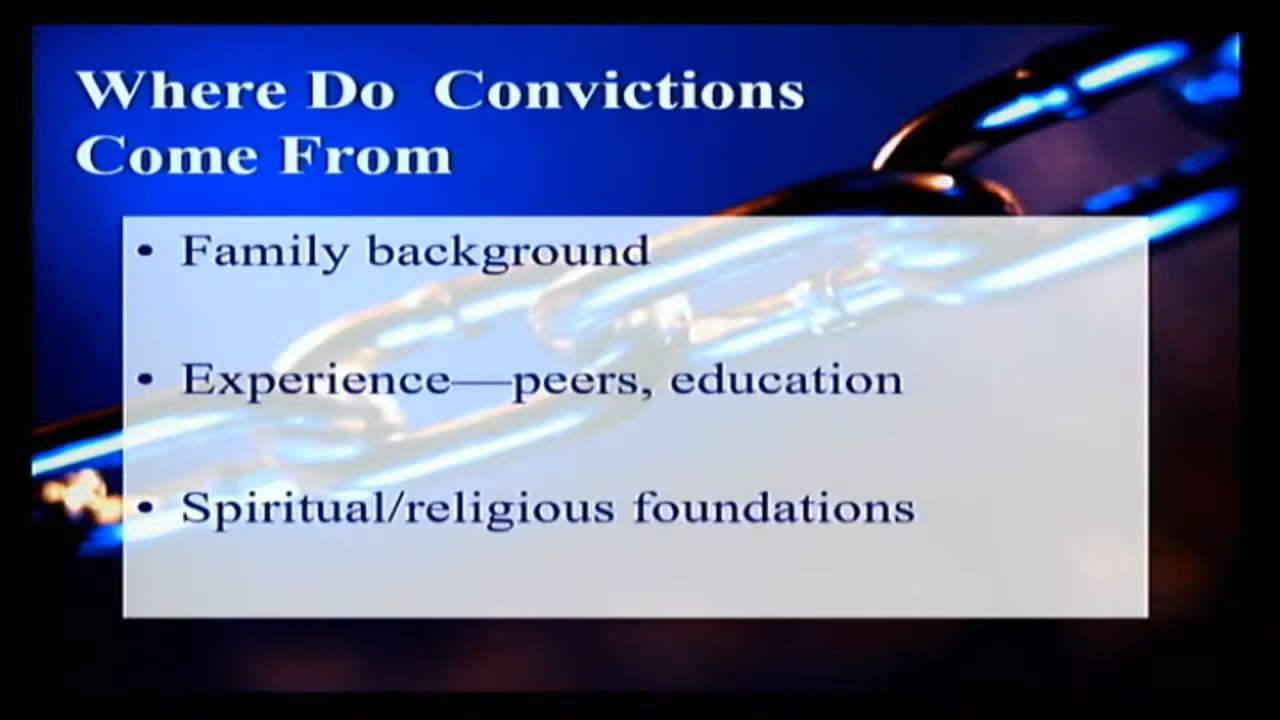 Where Do  Convictions
Come From
• Family background
• Experience—peers, education
• Spiritual/religious foundations